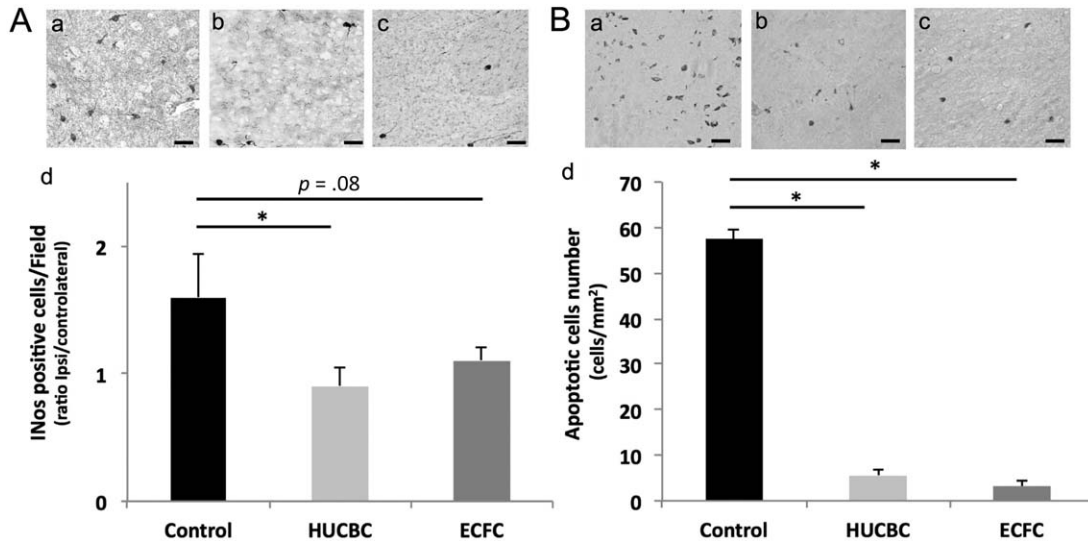 A
a
b
c
d
p = .08
*
2
1
0
INos positive cells/Field
(ratio Ipsi/controlateral)
Control
HUCBC
ECFC
B
a
b
c
d
*
*
70
60
50
40
30
20
10
0
Apoptotic cells number
(cells/mm²)
Control
HUCBC
ECFC